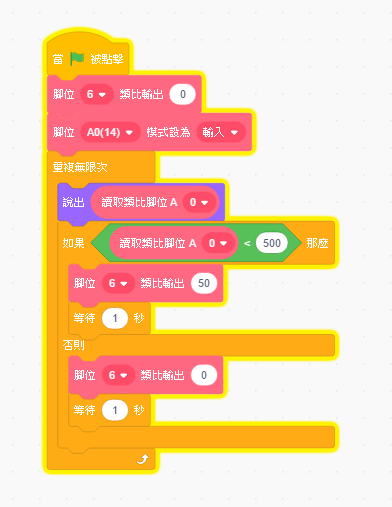 當 被點擊
腳位 6 類比輸出 0
腳位 A0(14) 模式設為 輸入
重複無限次
說出 讀取類比腳位 A 0
如果 讀取類比腳位 A 0 < 500 那麼
腳位 6 類比輸出 50
等待 1 秒
否則
腳位 6 類比輸出 0
等待 1 秒